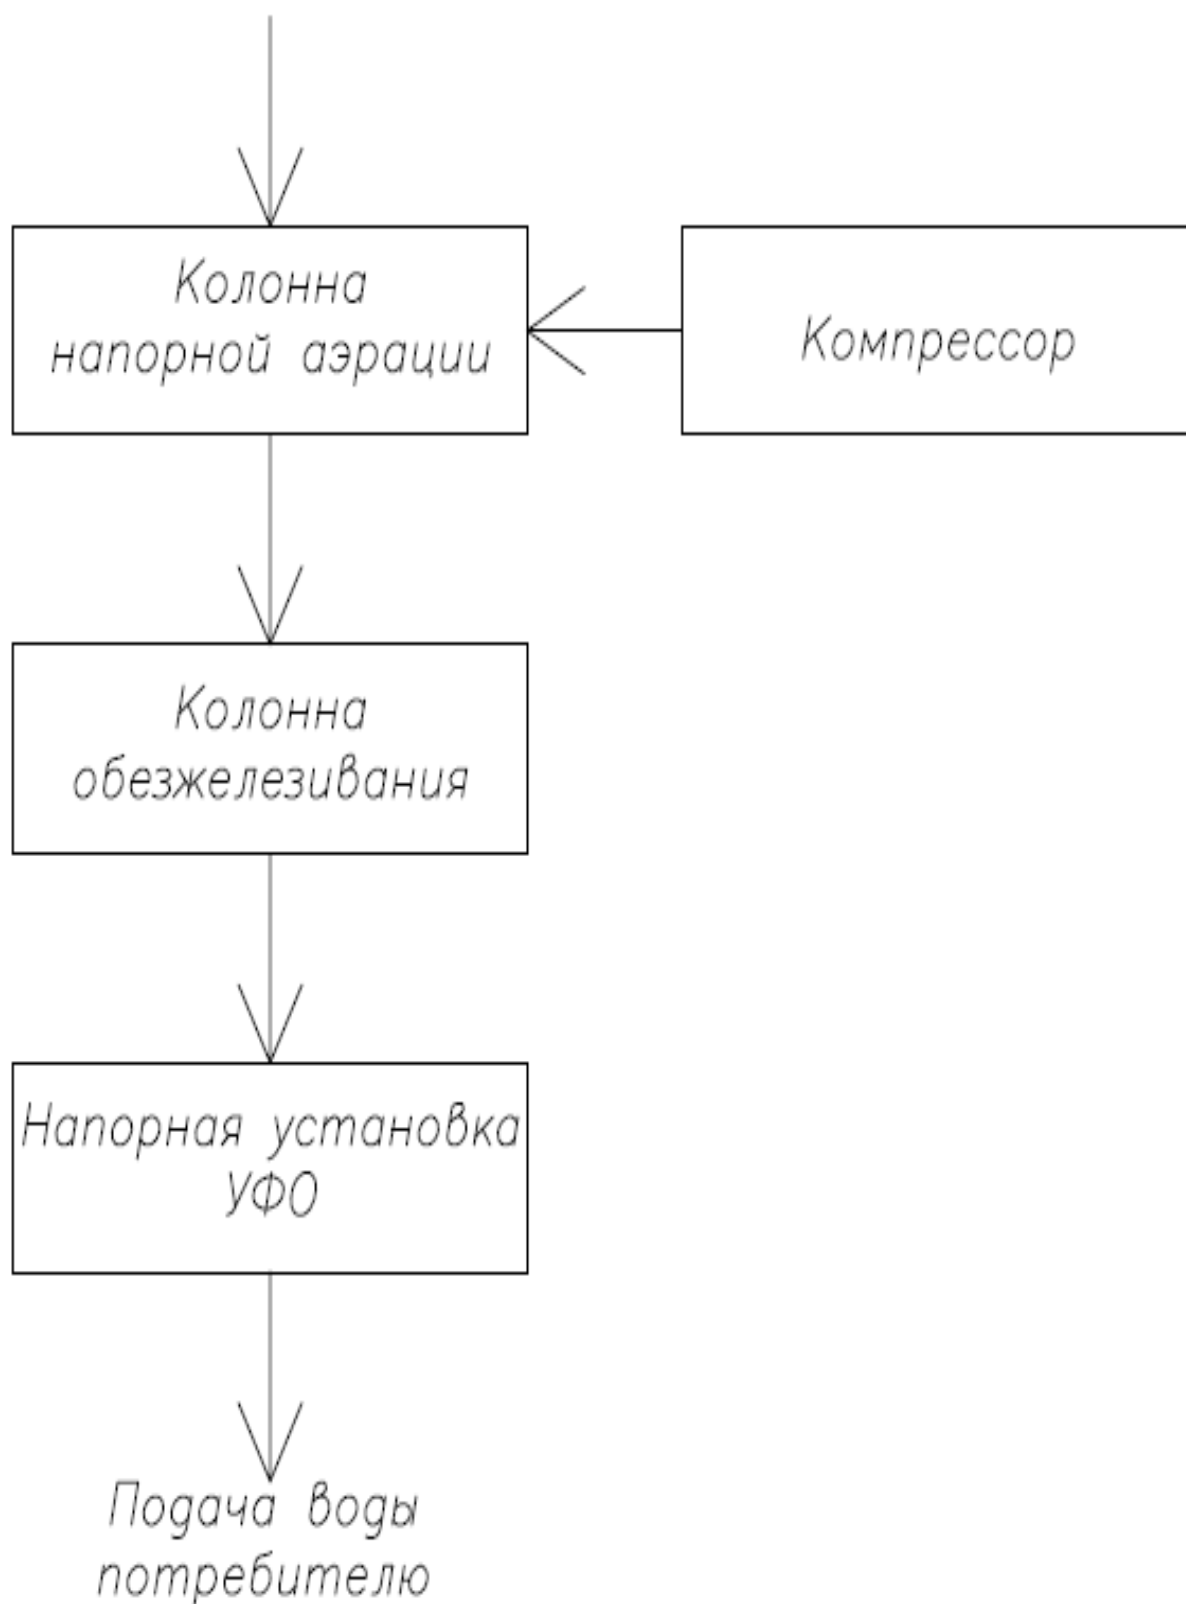 Колонна
напорной аэрации
Компрессор
Колонна
обезжелезивания
Напорная установка
УФО
Подача воды
потребителю